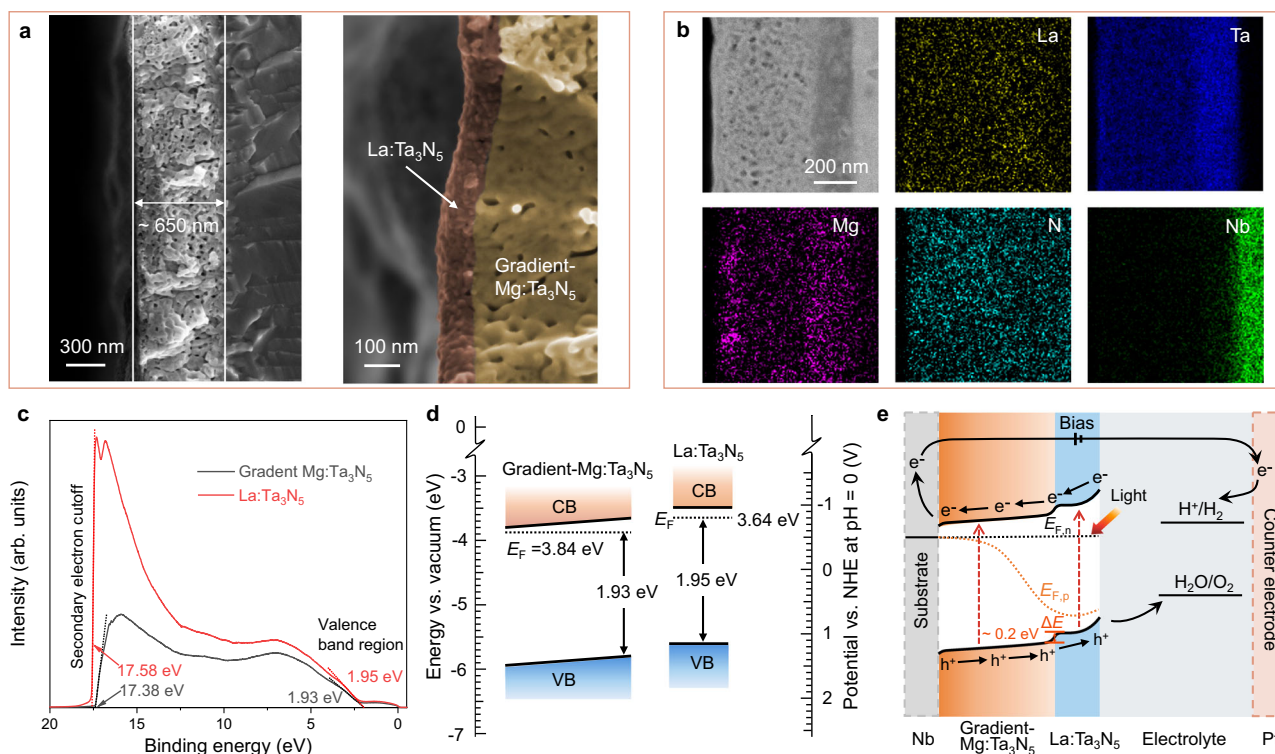 a
La:Ta₃N₅
~ 650 nm
Gradient-
Mg:Ta₃N₅
300 nm
100 nm
b
La
Ta
200 nm
Mg
N
Nb
c
Intensity (arb. units)
Secondary electron cutoff
Gradient Mg:Ta₃N₅
La:Ta₃N₅
Valence
band region
17.58 eV
17.38 eV
1.95 eV
1.93 eV
20
15
10
5
0
Binding energy (eV)
d
Energy vs. vacuum (eV)
0
-3
-4
-5
-6
-7
Gradient-Mg:Ta₃N₅
La:Ta₃N₅
CB
CB
E_F
3.64 eV
E_F =3.84 eV
1.93 eV
1.95 eV
VB
VB
-1
0
1
2
Potential vs. NHE at pH = 0 (V)
e
Bias
e⁻
e⁻
e⁻
e⁻
e⁻
e⁻
Light
E_F,n
H⁺/H₂
Substrate
Counter electrode
E_F,p
H₂O/O₂
~ 0.2 eV
ΔE
h⁺
h⁺
h⁺
h⁺
Nb
Gradient-
Mg:Ta₃N₅
La:Ta₃N₅
Electrolyte